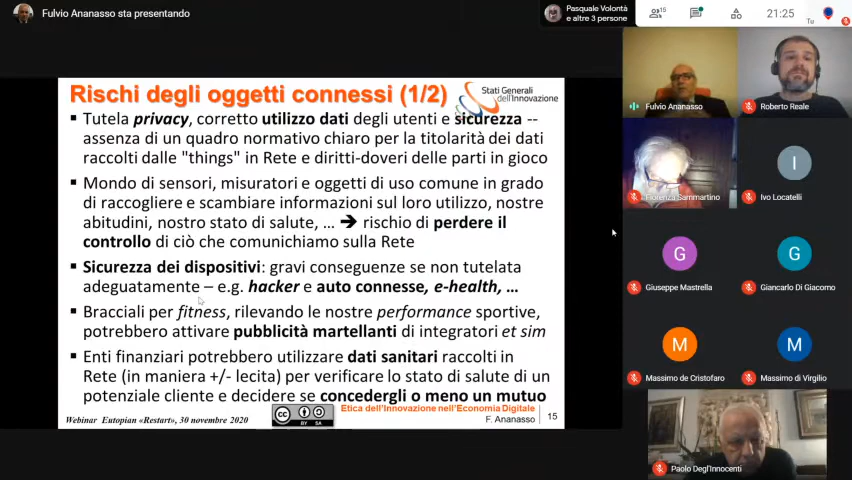 Fulvio Ananasso sta presentando
Pasquale Volontà
e altre 3 persone
15
21:25
Tu
Rischi degli oggetti connessi (1/2)
Stati Generali
dell'Innovazione
▪ Tutela privacy, corretto utilizzo dati degli utenti e sicurezza --
assenza di un quadro normativo chiaro per la titolarità dei dati
raccolti dalle "things" in Rete e diritti-doveri delle parti in gioco
▪ Mondo di sensori, misuratori e oggetti di uso comune in grado
di raccogliere e scambiare informazioni sul loro utilizzo, nostre
abitudini, nostro stato di salute, … ➔ rischio di perdere il
controllo di ciò che comunichiamo sulla Rete
▪ Sicurezza dei dispositivi: gravi conseguenze se non tutelata
adeguatamente – e.g. hacker e auto connesse, e-health, …
▪ Bracciali per fitness, rilevando le nostre performance sportive,
potrebbero attivare pubblicità martellanti di integratori et sim
▪ Enti finanziari potrebbero utilizzare dati sanitari raccolti in
Rete (in maniera +/- lecita) per verificare lo stato di salute di un
potenziale cliente e decidere se concedergli o meno un mutuo
Webinar Eutopian «Restart», 30 novembre 2020
cc
BY SA
Etica dell'Innovazione nell'Economia Digitale
F. Ananasso
15
Fulvio Ananasso
Roberto Reale
Fiorenza Sammartino
I
Ivo Locatelli
G
Giuseppe Mastrella
G
Giancarlo Di Giacomo
M
Massimo de Cristofaro
M
Massimo di Virgilio
Paolo Degl'Innocenti